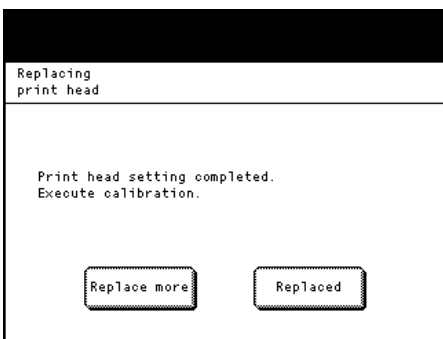 Replacing
print head
Print head setting completed.
Execute calibration.
Replace more
Replaced